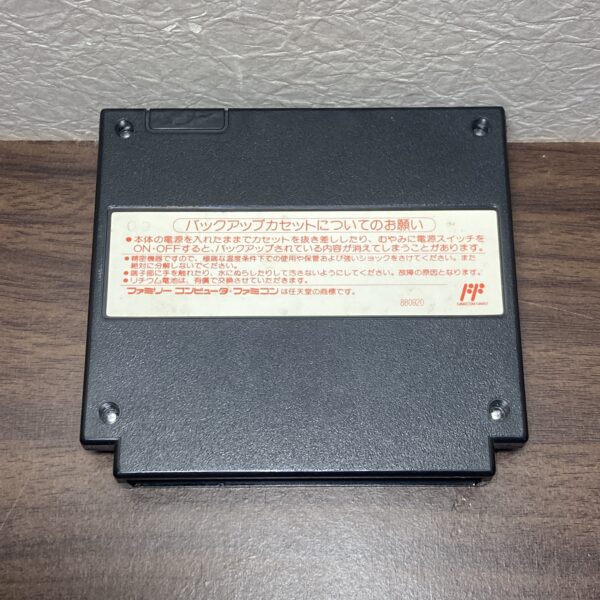 バックアップカセットについてのお願い
●本体の電源を入れたままでカセットを抜き差ししたり、むやみに電源スイッチを
ON・OFFすると、バックアップされている内容が消えてしまうことがあります。
●精密機器ですので、極端な温度条件下での使用や保管および強いショックをさけてください。また
絶対に分解しないでください。
●端子部に手を触れたり、水にぬらしたりして汚さないようにしてください。故障の原因となります。
●リチウム電池は、有償で交換させていただきます。
ファミリーコンピュータ・ファミコンは任天堂の商標です。
880920
FAMICOM FAMILY